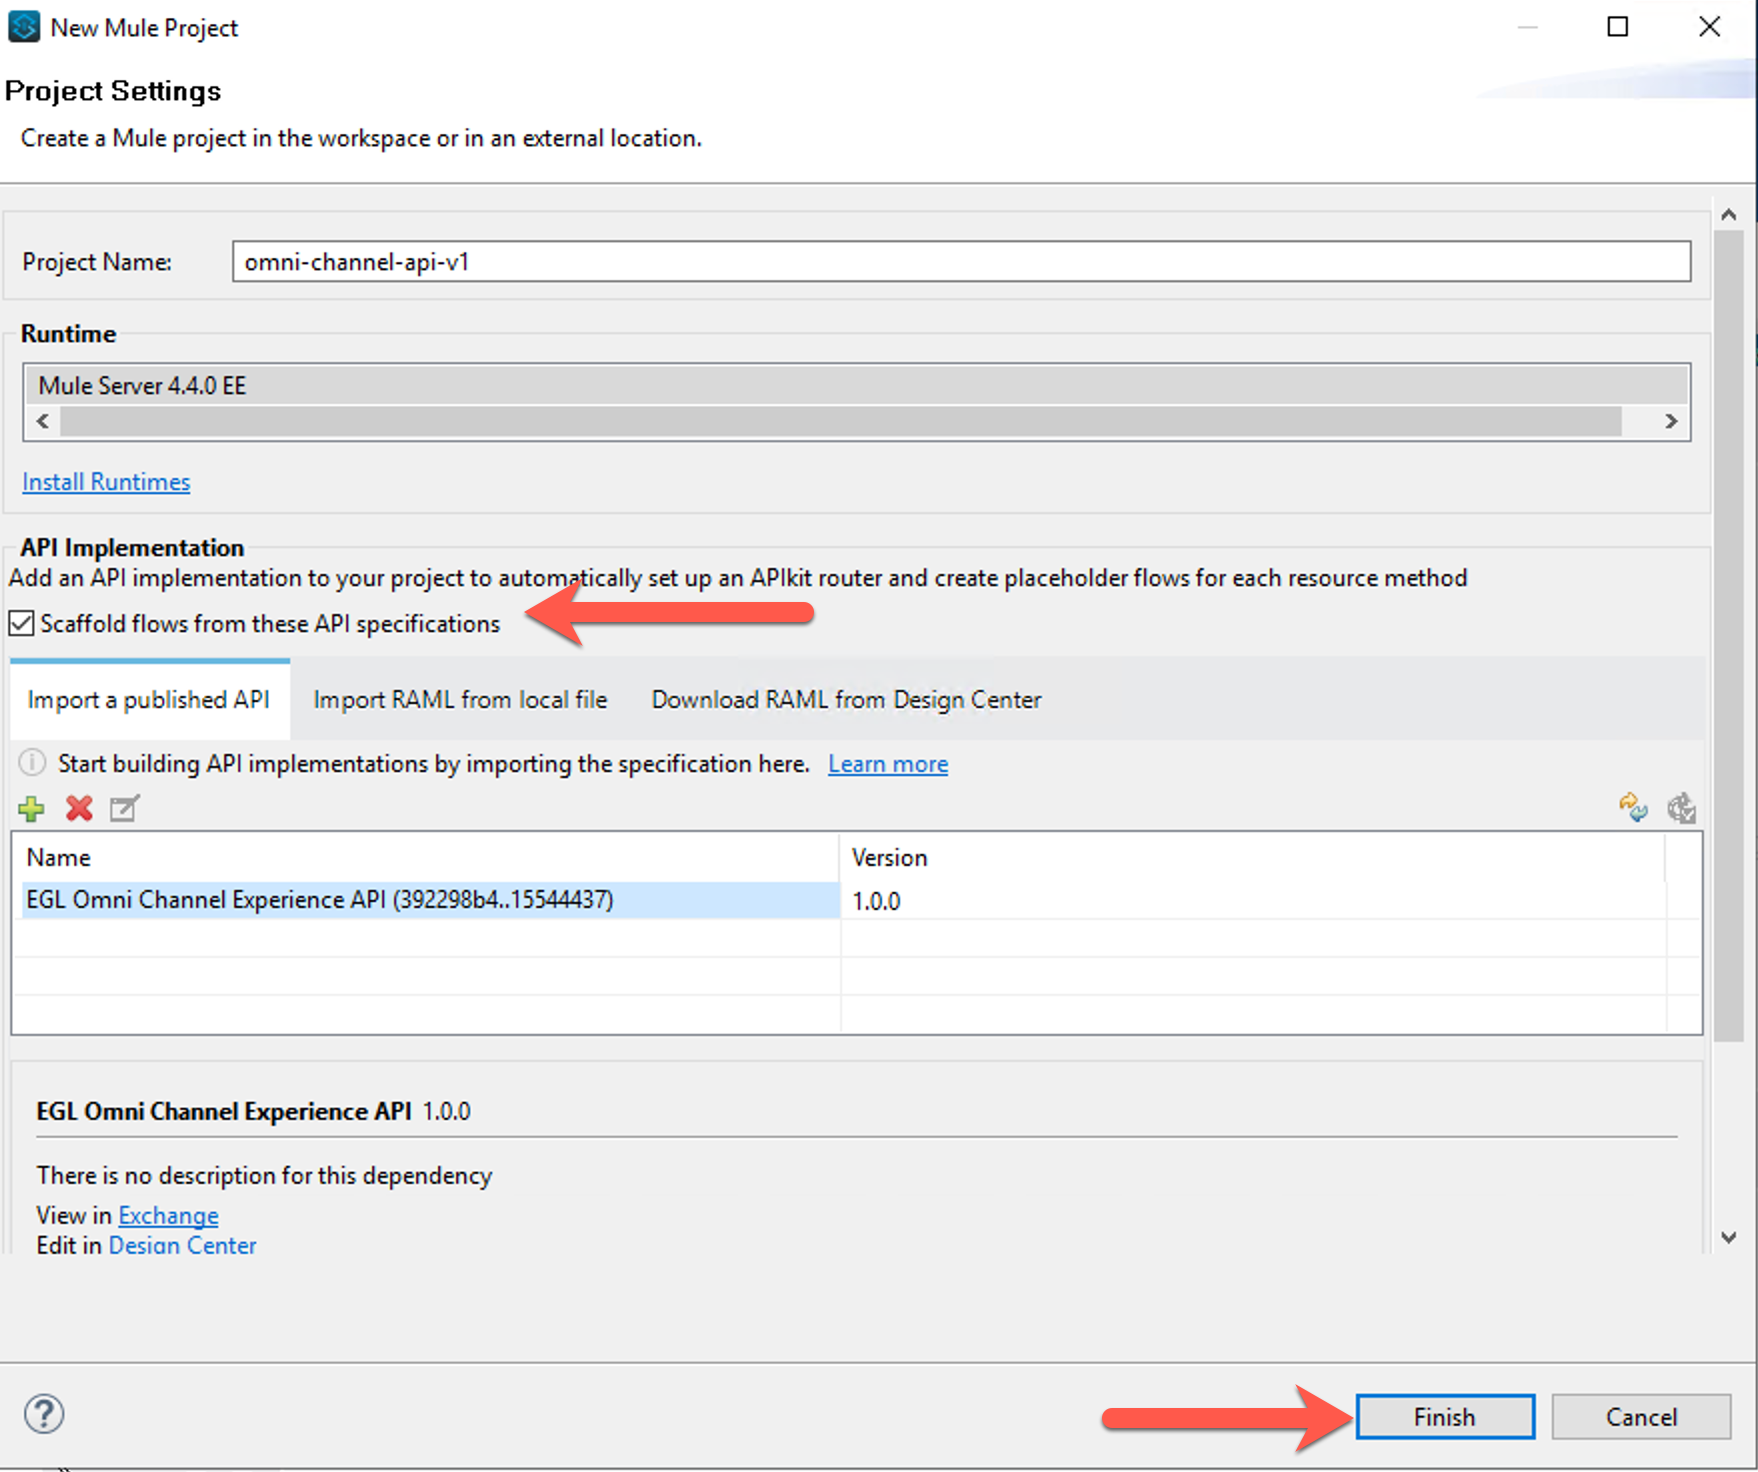 New Mule Project
Project Settings
Create a Mule project in the workspace or in an external location.
Project Name: omni-channel-api-v1
Runtime
Mule Server 4.4.0 EE
Install Runtimes
API Implementation
Add an API implementation to your project to automatically set up an APIkit router and create placeholder flows for each resource method
Scaffold flows from these API specifications
Import a published API Import RAML from local file Download RAML from Design Center
Start building API implementations by importing the specification here. Learn more
Name Version
EGL Omni Channel Experience API (392298b4..15544437) 1.0.0
EGL Omni Channel Experience API 1.0.0
There is no description for this dependency
View in Exchange
Edit in Design Center
Finish Cancel